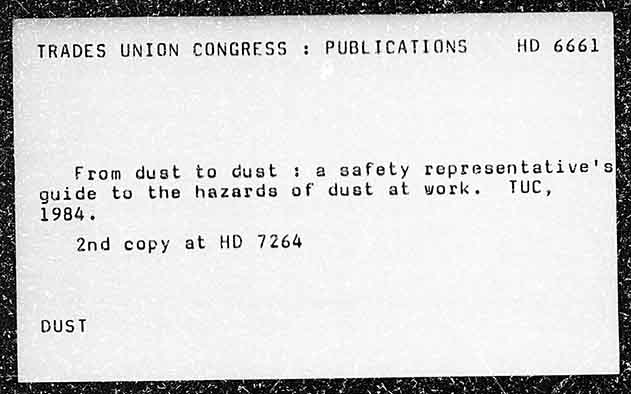 TRADES UNION CONGRESS : PUBLICATIONS HD 6661
From dust to dust : a safety representative's
guide to the hazards of dust at work. TUC,
1984.
2nd copy at HD 7264
DUST